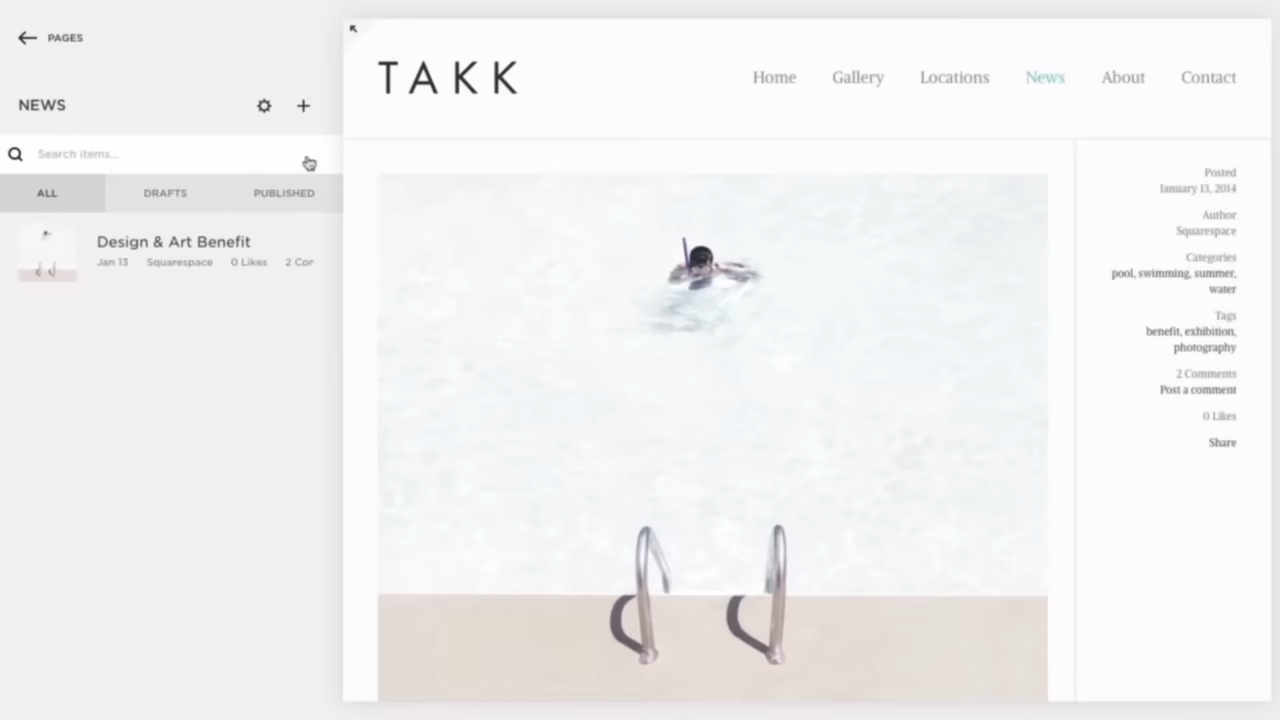 PAGES
NEWS
Search items...
ALL DRAFTS PUBLISHED
Design & Art Benefit
Jan 13 Squarespace 0 Likes 2 Cor
TAKK
Home Gallery Locations News About Contact
Posted
January 13, 2014
Author
Squarespace
Categories
pool, swimming, summer,
water
Tags
benefit, exhibition,
photography
2 Comments
Post a comment
0 Likes
Share